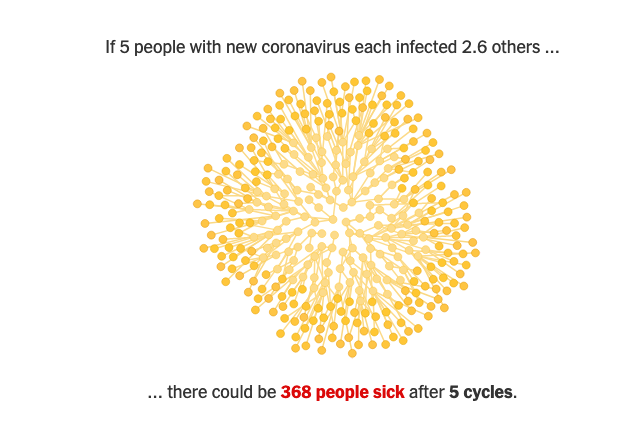 If 5 people with new coronavirus each infected 2.6 others ...
... there could be 368 people sick after 5 cycles.